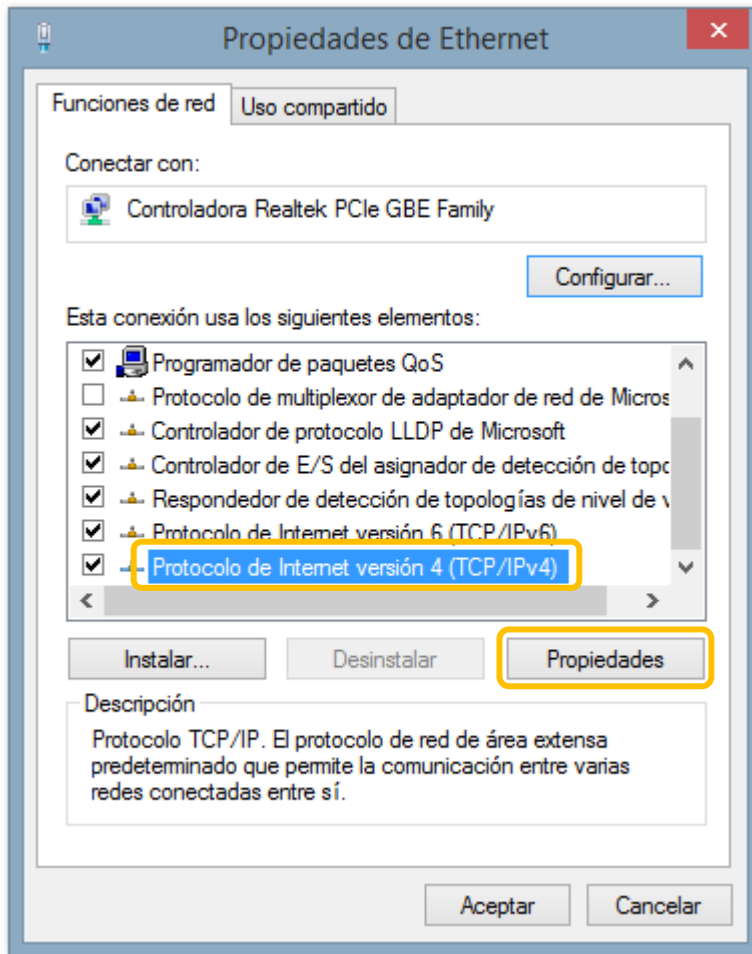 Propiedades de Ethernet
Funciones de red
Uso compartido
Conectar con:
Controladora Realtek PCIe GBE Family
Configurar...
Esta conexión usa los siguientes elementos:
Programador de paquetes QoS
Protocolo de multiplexor de adaptador de red de Micros
Controlador de protocolo LLDP de Microsoft
Controlador de E/S del asignador de detección de topo
Respondedor de detección de topologías de nivel de v
Protocolo de Internet versión 6 (TCP/IPv6)
Protocolo de Internet versión 4 (TCP/IPv4)
Instalar...
Desinstalar
Propiedades
Descripción
Protocolo TCP/IP. El protocolo de red de área extensa
predeterminado que permite la comunicación entre varias
redes conectadas entre sí.
Aceptar
Cancelar